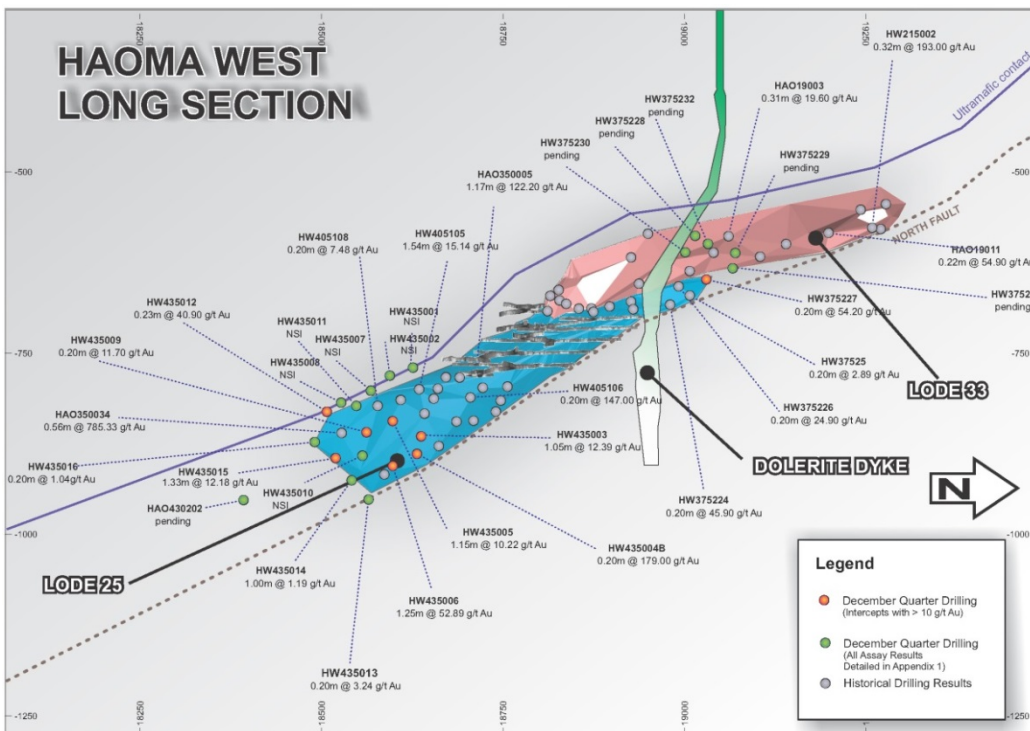 HAOMA WEST
LONG SECTION
18250
18500
18750
19000
19250
HW215002
0.32m @ 193.00 g/t Au
Ultramafic contact
HAO19003
0.31m @ 19.60 g/t Au
HW375232
pending
HW375228
pending
HW375230
pending
HW375229
pending
-500
-500
HAO350005
1.17m @ 122.20 g/t Au
NORTH FAULT
HW405105
1.54m @ 15.14 g/t Au
HW405108
0.20m @ 7.48 g/t Au
HAO19011
0.22m @ 54.90 g/t Au
HW435012
0.23m @ 40.90 g/t Au
HW435001
NSI
HW435011
NSI
HW435007
NSI
HW435002
NSI
HW435009
0.20m @ 11.70 g/t Au
HW435008
NSI
HW375227
0.20m @ 54.20 g/t Au
pending
-750
HW37525
0.20m @ 2.89 g/t Au
LODE 33
HAO350034
0.56m @ 785.33 g/t Au
HW405106
0.20m @ 147.00 g/t Au
HW375226
0.20m @ 24.90 g/t Au
HW435003
1.05m @ 12.39 g/t Au
HW435016
0.20m @ 1.04g/t Au
HW435015
1.33m @ 12.18 g/t Au
DOLERITE DYKE
N
HW435010
NSI
HW375224
0.20m @ 45.90 g/t Au
HAO430202
pending
-1000
-1000
HW435005
1.15m @ 10.22 g/t Au
HW435004B
0.20m @ 179.00 g/t Au
LODE 25
HW435014
1.00m @ 1.19 g/t Au
HW435006
1.25m @ 52.89 g/t Au
HW435013
0.20m @ 3.24 g/t Au
Legend
December Quarter Drilling
(Intercepts with > 10 g/t Au)
December Quarter Drilling
(All Assay Results
Detailed in Appendix 1)
Historical Drilling Results
-1250
-1250
18250
18500
18750
19000